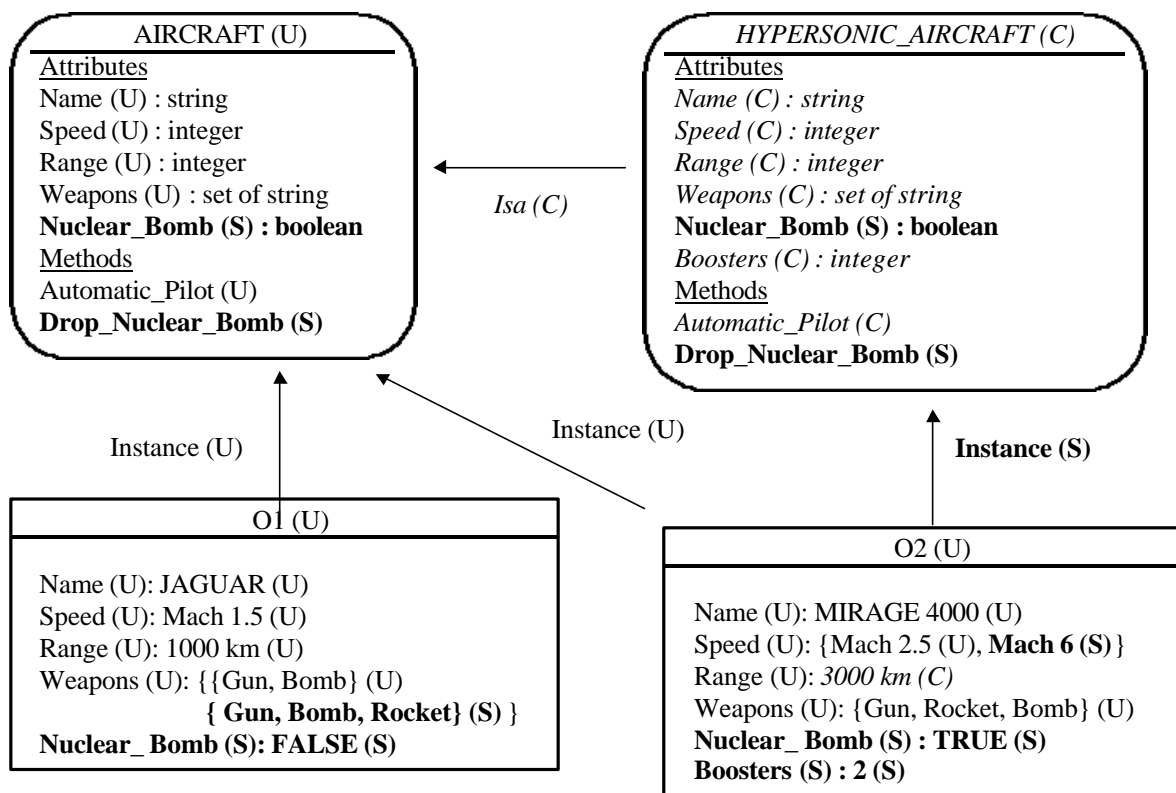 AIRCRAFT (U)
Attributes
Name (U) : string
Speed (U) : integer
Range (U) : integer
Weapons (U) : set of string
Nuclear_Bomb (S) : boolean
Methods
Automatic_Pilot (U)
Drop_Nuclear_Bomb (S)
HYPERSONIC_AIRCRAFT (C)
Attributes
Name (C) : string
Speed (C) : integer
Range (C) : integer
Weapons (C) : set of string
Nuclear_Bomb (S) : boolean
Boosters (C) : integer
Methods
Automatic_Pilot (C)
Drop_Nuclear_Bomb (S)
Isa (C)
Instance (U)
Instance (U)
Instance (S)
O1 (U)
Name (U): JAGUAR (U)
Speed (U): Mach 1.5 (U)
Range (U): 1000 km (U)
Weapons (U): {{Gun, Bomb} (U)
{ Gun, Bomb, Rocket} (S) }
Nuclear_ Bomb (S): FALSE (S)
O2 (U)
Name (U): MIRAGE 4000 (U)
Speed (U): {Mach 2.5 (U), Mach 6 (S) }
Range (U): 3000 km (C)
Weapons (U): {Gun, Rocket, Bomb} (U)
Nuclear_ Bomb (S) : TRUE (S)
Boosters (S) : 2 (S)